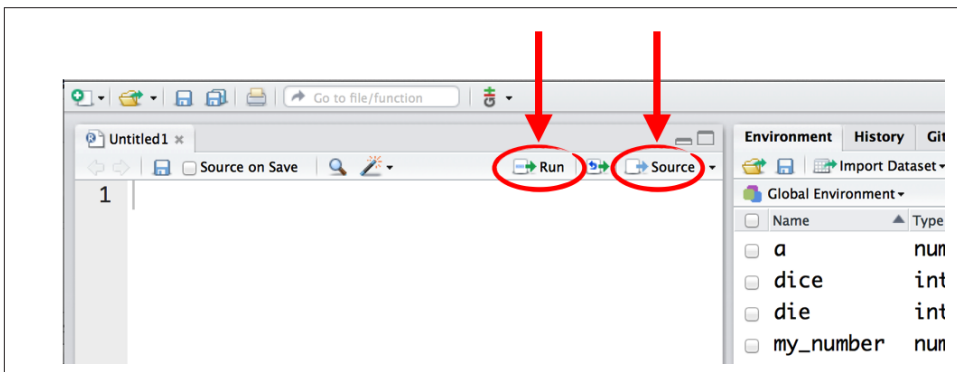 Go to file/function
Untitled1
Source on Save
Run
Source
1
Environment History Git
Import Dataset
Global Environment
Name Type
a num
dice int
die int
my_number num